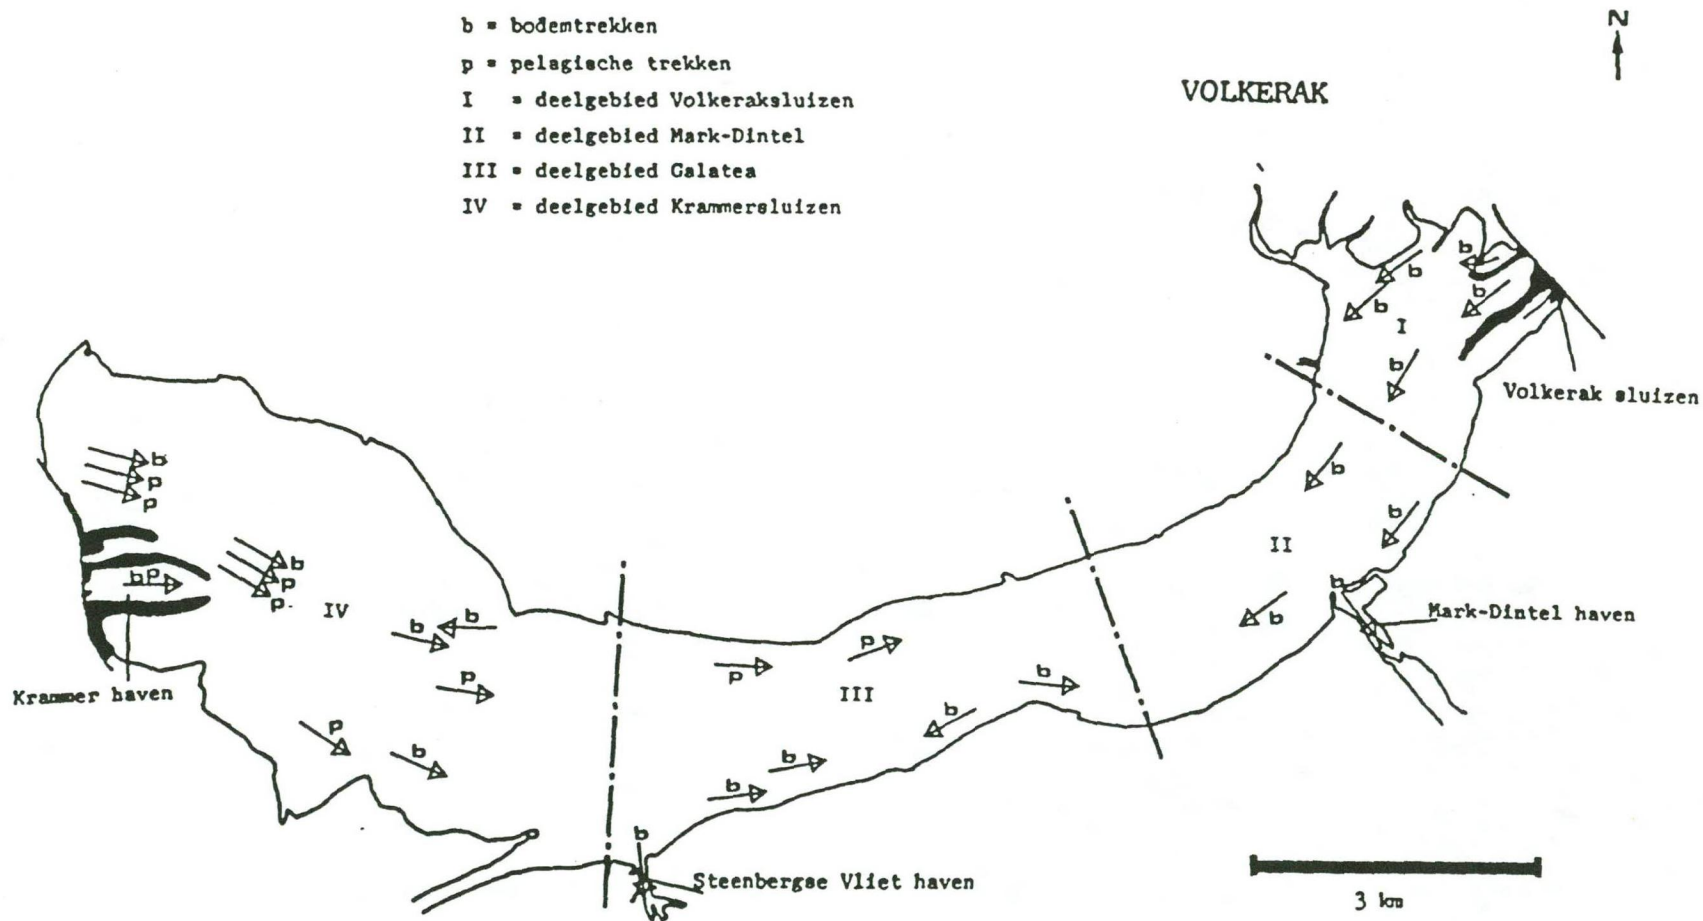 b = bodemtrekken
p = pelagische trekken
I = deelgebied Volkeraksluizen
II = deelgebied Mark-Dintel
III = deelgebied Galatea
IV = deelgebied Krammersluizen
N
VOLKERAK
b
b
b
b
b
I
b
Volkerak sluizen
b
b
II
b
b
Mark-Dintel haven
b
p
p
b
p
p
b p
IV
Krammer haven
b
b
p
p
b
p
p
III
b
b
b
b
b
Steenbergse Vliet haven
3 km